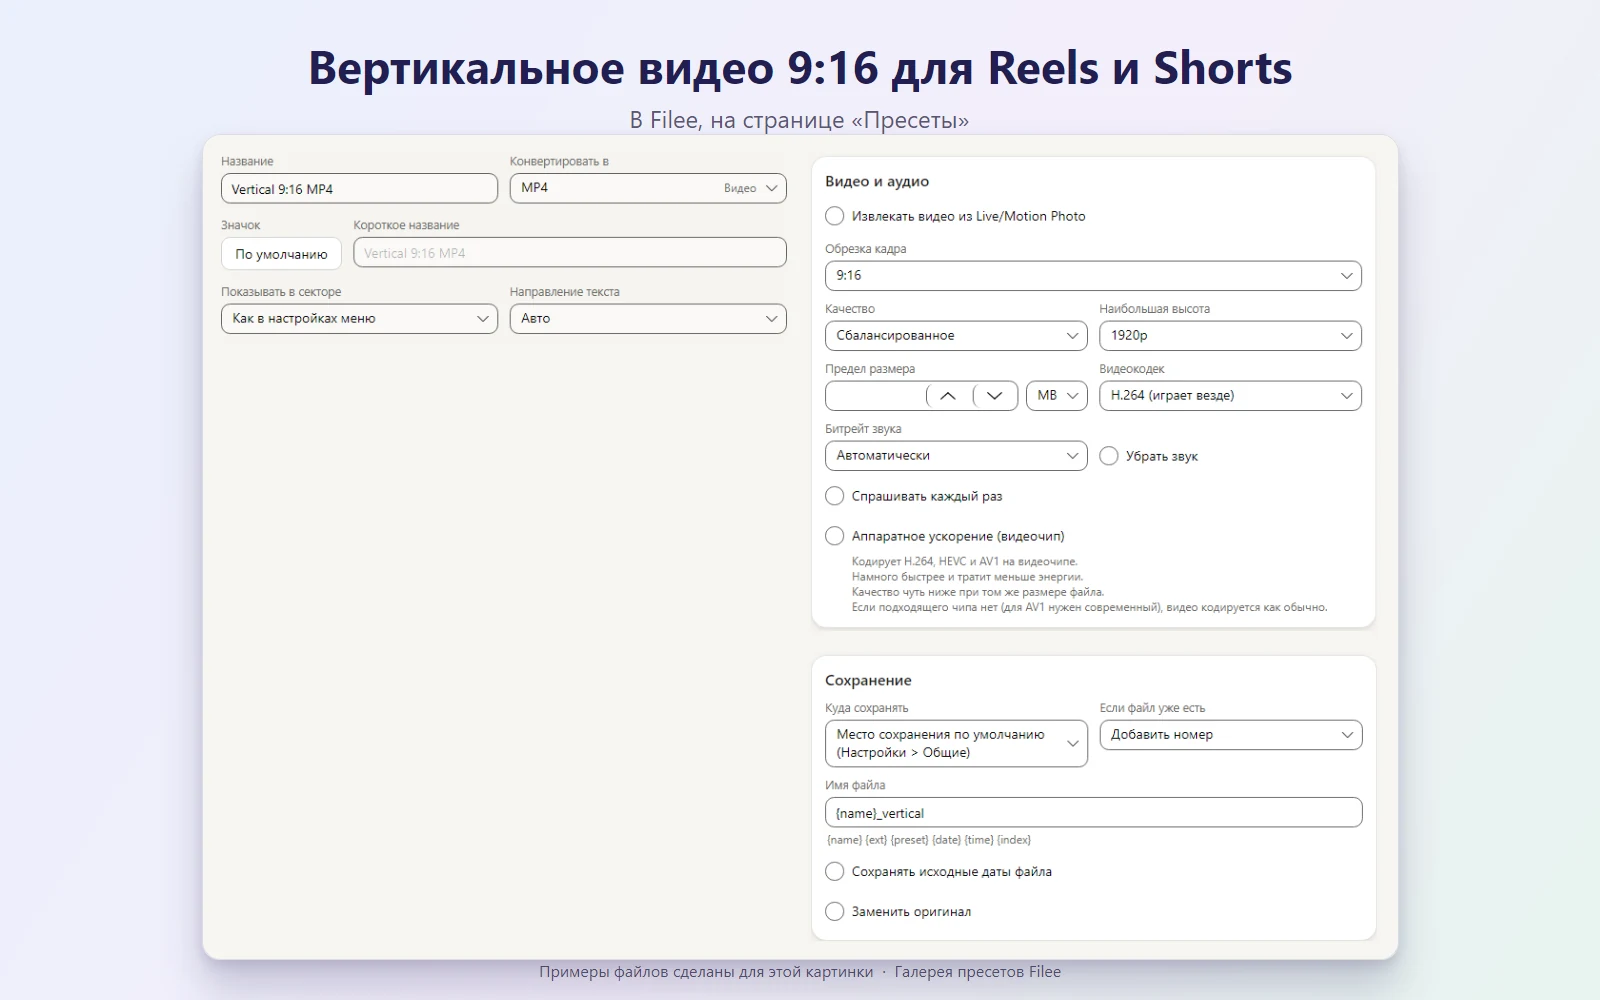 Вертикальное видео 9:16 для Reels и Shorts
В Filee, на странице «Пресеты»
Название
Vertical 9:16 MP4
Конвертировать в
MP4
Видео
Значок
По умолчанию
Короткое название
Vertical 9:16 MP4
Показывать в секторе
Как в настройках меню
Направление текста
Авто
Видео и аудио
Извлекать видео из Live/Motion Photo
Обрезка кадра
9:16
Качество
Сбалансированное
Наибольшая высота
1920p
Предел размера
MB
Видеокодек
H.264 (играет везде)
Битрейт звука
Автоматически
Убрать звук
Спрашивать каждый раз
Аппаратное ускорение (видеочип)
Кодирует H.264, HEVC и AV1 на видеочипе.
Намного быстрее и тратит меньше энергии.
Качество чуть ниже при том же размере файла.
Если подходящего чипа нет (для AV1 нужен современный), видео кодируется как обычно.
Сохранение
Куда сохранять
Место сохранения по умолчанию
(Настройки > Общие)
Если файл уже есть
Добавить номер
Имя файла
{name}_vertical
{name} {ext} {preset} {date} {time} {index}
Сохранять исходные даты файла
Заменить оригинал
Примеры файлов сделаны для этой картинки · Галерея пресетов Filee